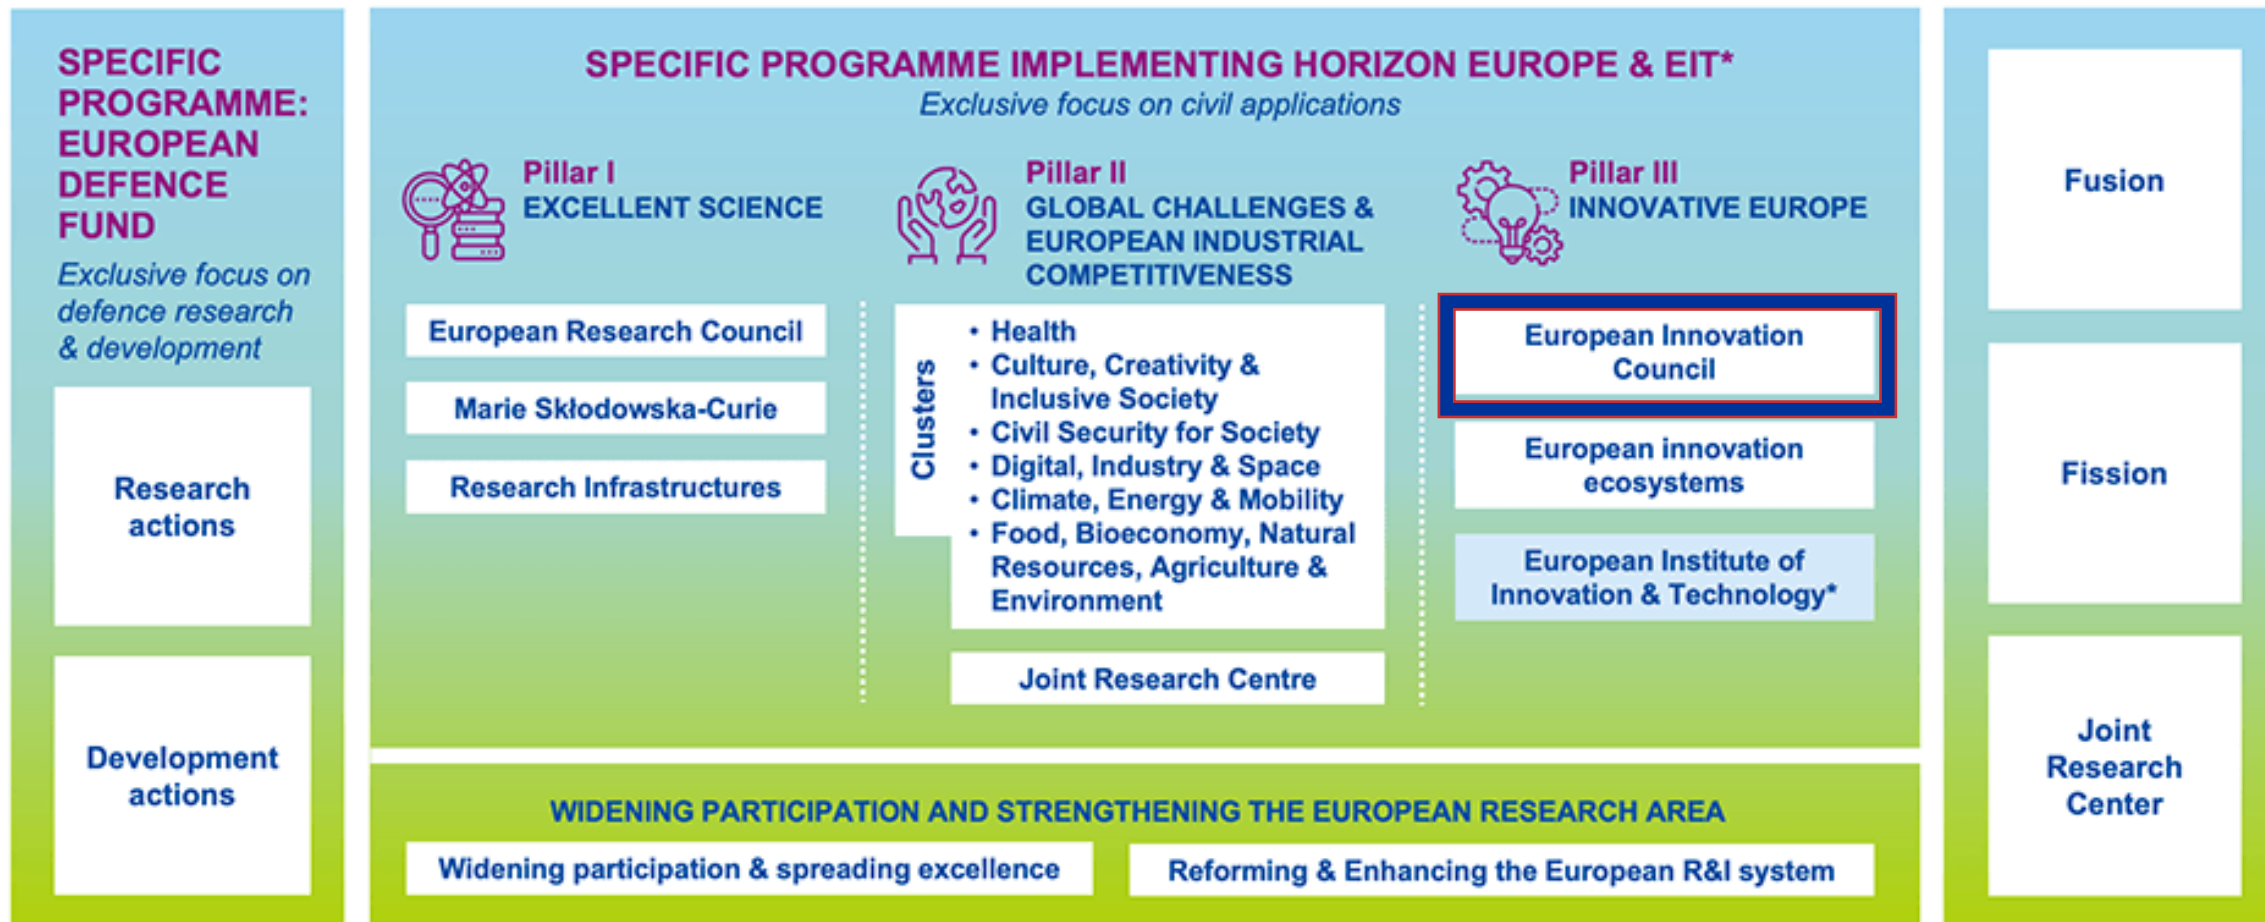 SPECIFIC
PROGRAMME:
EUROPEAN
DEFENCE
FUND
Exclusive focus on
defence research
& development
Research
actions
Development
actions
SPECIFIC PROGRAMME IMPLEMENTING HORIZON EUROPE & EIT*
Exclusive focus on civil applications
Pillar I
EXCELLENT SCIENCE
European Research Council
Marie Skłodowska-Curie
Research Infrastructures
Pillar II
GLOBAL CHALLENGES &
EUROPEAN INDUSTRIAL
COMPETITIVENESS
Clusters
• Health
• Culture, Creativity &
Inclusive Society
• Civil Security for Society
• Digital, Industry & Space
• Climate, Energy & Mobility
• Food, Bioeconomy, Natural
Resources, Agriculture &
Environment
Joint Research Centre
Pillar III
INNOVATIVE EUROPE
European Innovation
Council
European innovation
ecosystems
European Institute of
Innovation & Technology*
WIDENING PARTICIPATION AND STRENGTHENING THE EUROPEAN RESEARCH AREA
Widening participation & spreading excellence
Reforming & Enhancing the European R&I system
Fusion
Fission
Joint
Research
Center